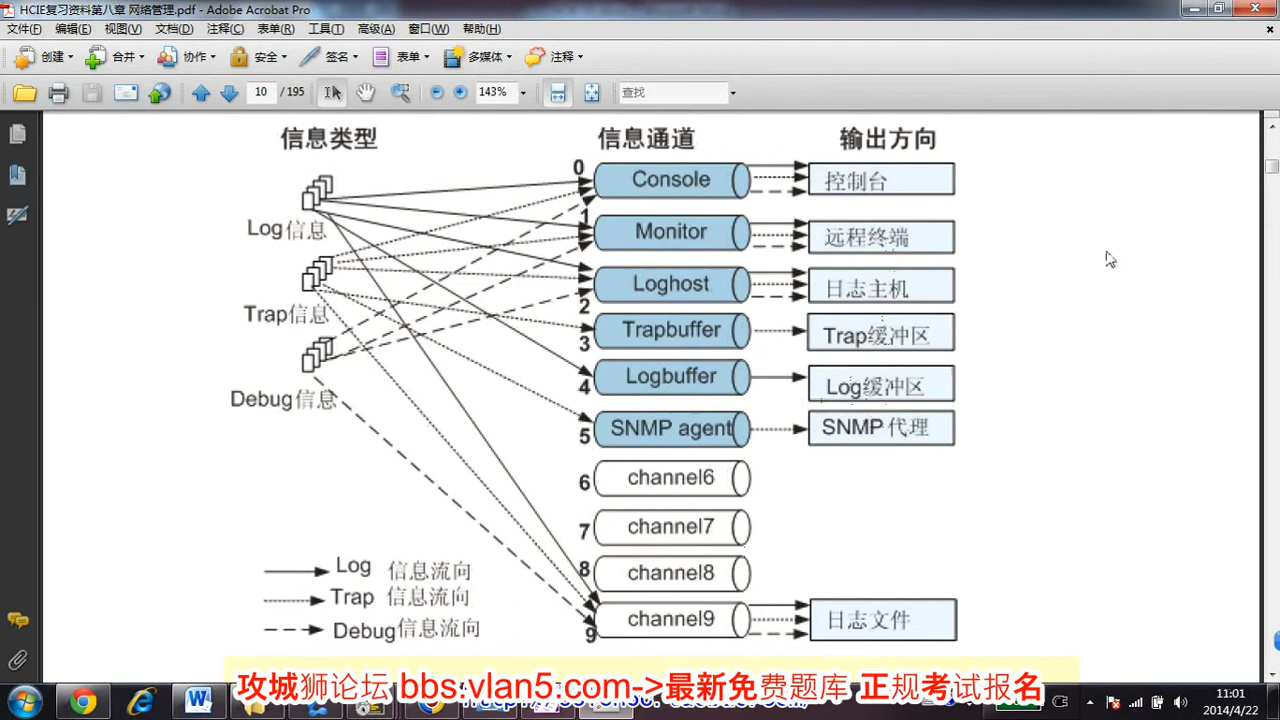 HCIE复习资料第八章 网络管理.pdf - Adobe Acrobat Pro
文件(F) 编辑(E) 视图(V) 文档(D) 注释(C) 表单(R) 工具(T) 高级(A) 窗口(W) 帮助(H)
创建 合并 协作 安全 签名 表单 多媒体 注释
10 / 195 143% 查找
信息类型 信息通道 输出方向
0 Console 控制台
Log信息
1 Monitor 远程终端
Loghost 日志主机
2
Trap信息
Trapbuffer Trap缓冲区
3
Logbuffer Log缓冲区
4
Debug信息
SNMP agent SNMP代理
5
6 channel6
7 channel7
8 channel8
Log 信息流向
Trap 信息流向
channel9 日志文件
9
Debug信息流向
攻城狮论坛 bbs.vlan5.com->最新免费题库 正规考试报名
11:01
2014/4/22